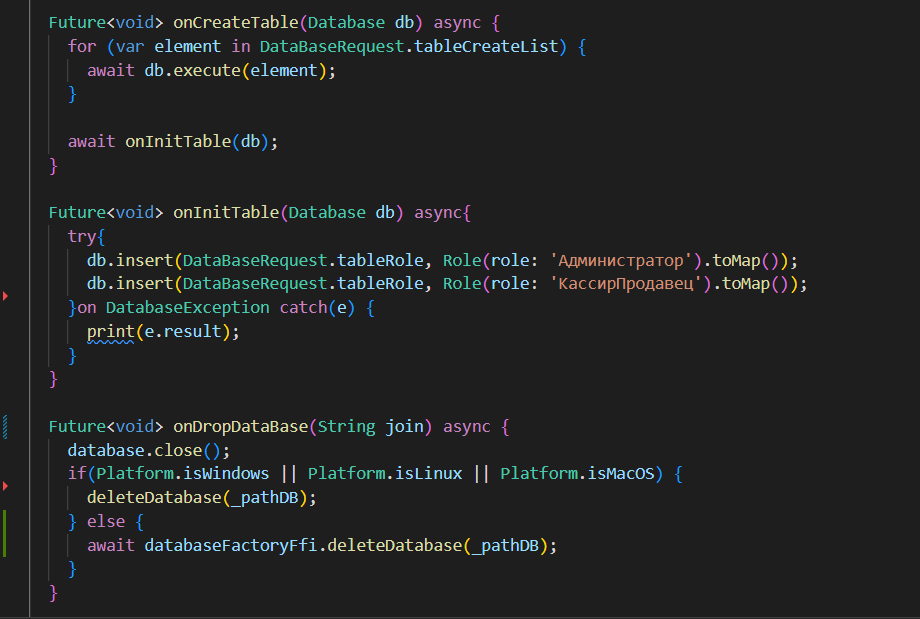 Future<void> onCreateTable(Database db) async {
for (var element in DataBaseRequest.tableCreateList) {
await db.execute(element);
}
await onInitTable(db);
}
Future<void> onInitTable(Database db) async{
try{
db.insert(DataBaseRequest.tableRole, Role(role: 'Администратор').toMap());
db.insert(DataBaseRequest.tableRole, Role(role: 'КассирПродавец').toMap());
}on DatabaseException catch(e) {
print(e.result);
}
}
Future<void> onDropDataBase(String join) async {
database.close();
if(Platform.isWindows || Platform.isLinux || Platform.isMacOS) {
deleteDatabase(_pathDB);
} else {
await databaseFactoryFfi.deleteDatabase(_pathDB);
}
}